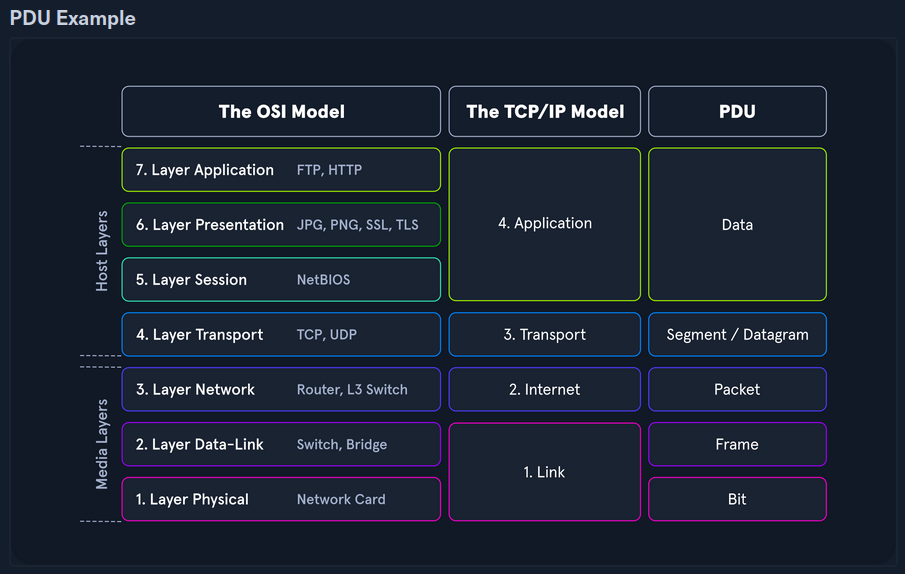 PDU Example
The OSI Model
The TCP/IP Model
PDU
Host Layers
7. Layer Application FTP, HTTP
6. Layer Presentation JPG, PNG, SSL, TLS
5. Layer Session NetBIOS
4. Application
Data
4. Layer Transport TCP, UDP
3. Transport
Segment / Datagram
Media Layers
3. Layer Network Router, L3 Switch
2. Internet
Packet
2. Layer Data-Link Switch, Bridge
Frame
1. Link
1. Layer Physical Network Card
Bit